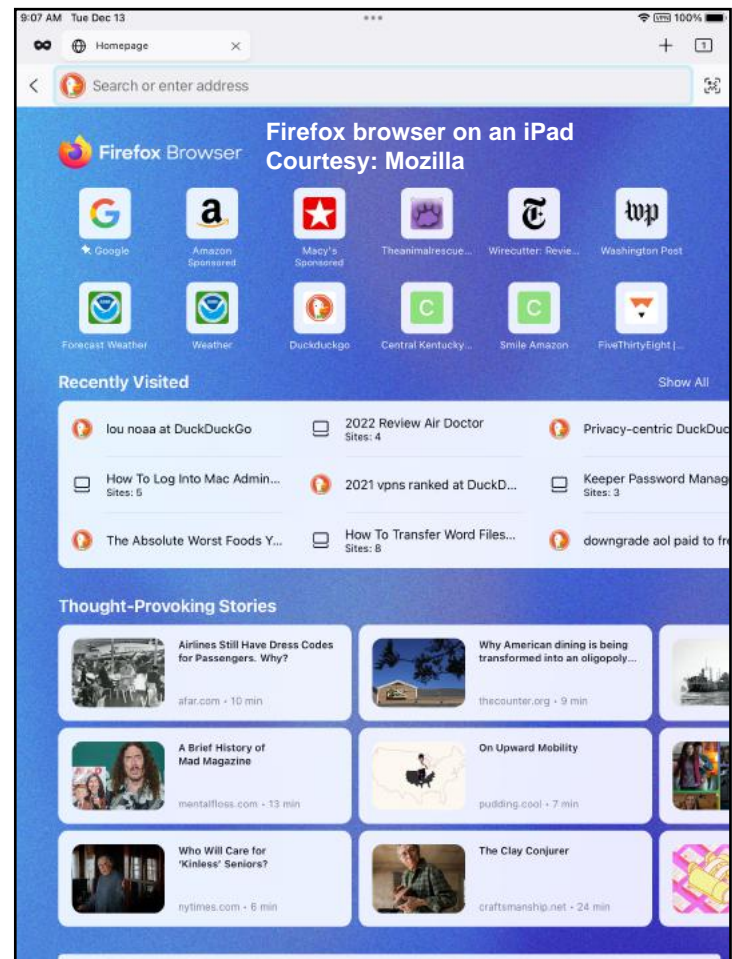 9:07 AM Tue Dec 13
VPN 100%
Homepage
1
Search or enter address
Firefox Browser
Firefox browser on an iPad
Courtesy: Mozilla
G
a
wp
Google
Amazon
Sponsored
Macy's
Sponsored
Theanimalrescue...
Wirecutter: Revie...
Washington Post
C
C
Forecast Weather
Weather
Duckduckgo
Central Kentucky...
Smile Amazon
FiveThirtyEight |...
Recently Visited
Show All
lou noaa at DuckDuckGo
2022 Review Air Doctor
Sites: 4
Privacy-centric DuckDuc
How To Log Into Mac Admin...
Sites: 5
2021 vpns ranked at DuckD...
Keeper Password Manag
Sites: 3
The Absolute Worst Foods Y...
How To Transfer Word Files...
Sites: 8
downgrade aol paid to fre
Thought-Provoking Stories
Airlines Still Have Dress Codes
for Passengers. Why?
afar.com • 10 min
Why American dining is being
transformed into an oligopoly...
thecounter.org • 9 min
A Brief History of
Mad Magazine
mentalfloss.com • 13 min
On Upward Mobility
pudding.cool • 7 min
Who Will Care for
'Kinless' Seniors?
nytimes.com • 6 min
The Clay Conjurer
craftsmanship.net • 24 min